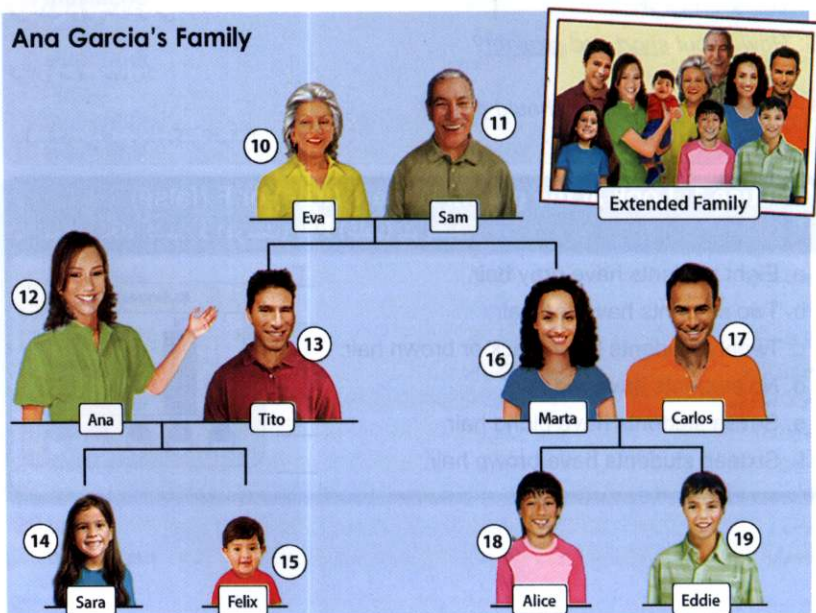 Ana Garcia's Family
10
11
Eva
Sam
Extended Family
12
13
16
17
Ana
Tito
Marta
Carlos
14
15
18
19
Sara
Felix
Alice
Eddie